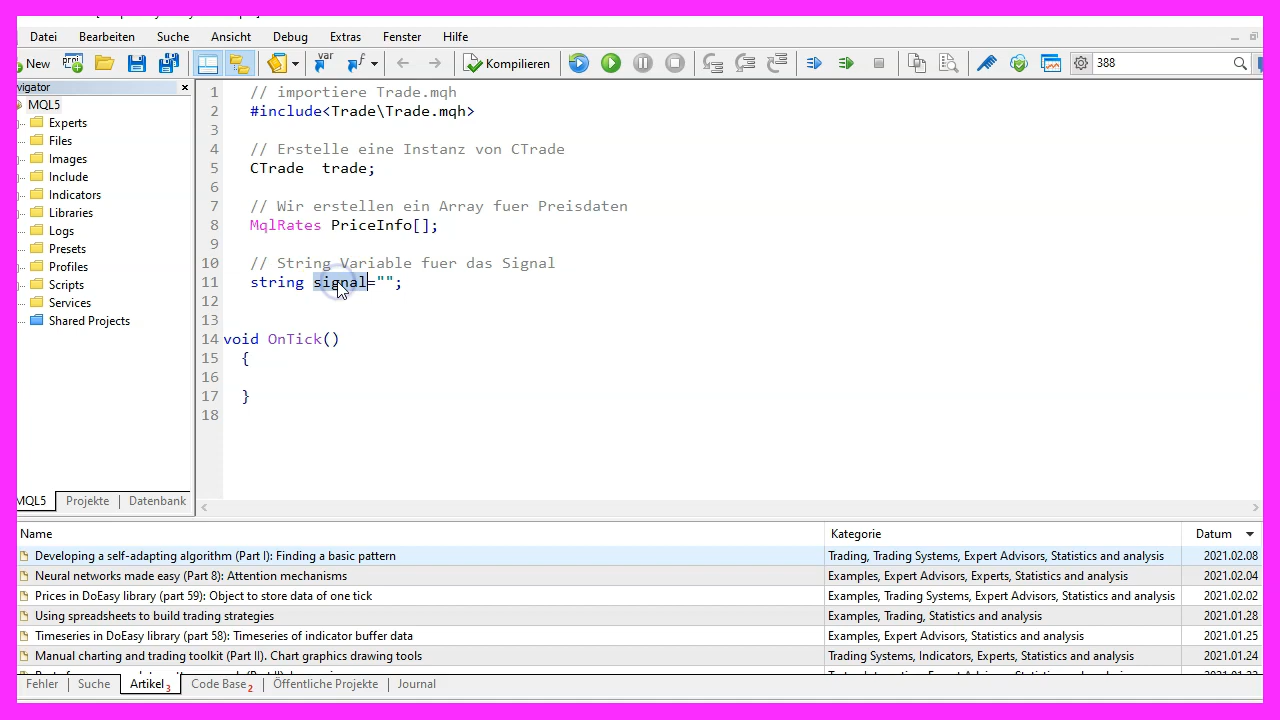 Datei Bearbeiten Suche Ansicht Debug Extras Fenster Hilfe
New Kompilieren 388
vigator ×
MQL5
Experts
Files
Images
Include
Indicators
Libraries
Logs
Presets
Profiles
Scripts
Services
Shared Projects
MQL5 Projekte Datenbank
1 // importiere Trade.mqh
2 #include<Trade\Trade.mqh>
3
4 // Erstelle eine Instanz von CTrade
5 CTrade trade;
6
7 // Wir erstellen ein Array fuer Preisdaten
8 MqlRates PriceInfo[];
9
10 // String Variable fuer das Signal
11 string signal="";
12
13
14 void OnTick()
15 {
16
17 }
18
Name Kategorie Datum
Developing a self-adapting algorithm (Part I): Finding a basic pattern Trading, Trading Systems, Expert Advisors, Statistics and analysis 2021.02.08
Neural networks made easy (Part 8): Attention mechanisms Examples, Expert Advisors, Experts, Statistics and analysis 2021.02.04
Prices in DoEasy library (part 59): Object to store data of one tick Examples, Trading Systems, Expert Advisors, Statistics and analysis 2021.02.02
Using spreadsheets to build trading strategies Examples, Trading, Statistics and analysis 2021.01.28
Timeseries in DoEasy library (part 58): Timeseries of indicator buffer data Examples, Expert Advisors, Statistics and analysis 2021.01.25
Manual charting and trading toolkit (Part II). Chart graphics drawing tools Trading Systems, Indicators, Experts, Statistics and analysis 2021.01.24
Fehler Suche Artikel 3 Code Base 2 Öffentliche Projekte Journal